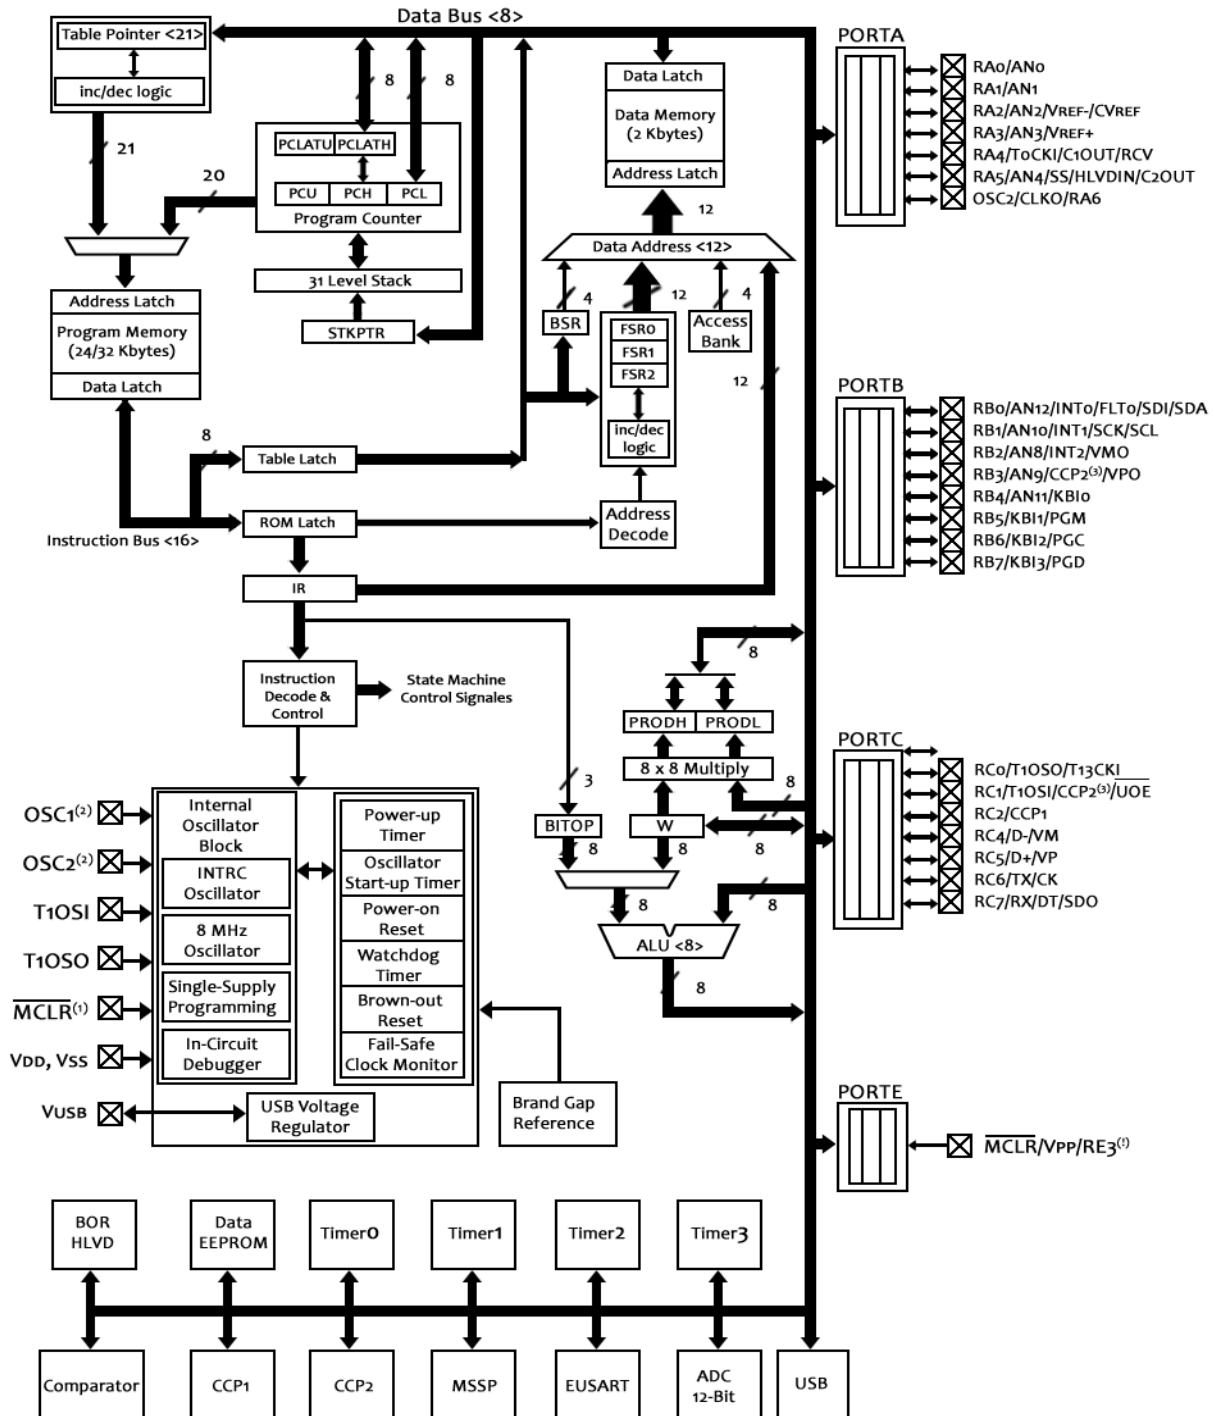 Data Bus <8>
Table Pointer <21>
inc/dec logic
21
20
8
8
PCLATU PCLATH
PCU PCH PCL
Program Counter
31 Level Stack
STKPTR
Address Latch
Program Memory
(24/32 Kbytes)
Data Latch
8
Instruction Bus <16>
Table Latch
ROM Latch
IR
Data Latch
Data Memory
(2 Kbytes)
Address Latch
12
Data Address <12>
4
12
4
BSR
FSR0
FSR1
FSR2
inc/dec
logic
Access
Bank
12
Address
Decode
Instruction
Decode &
Control
State Machine
Control Signales
8
PRODH PRODL
8 x 8 Multiply
3
8
BITOP
W
8
8
8
8
8
ALU <8>
8
OSC1(2)
OSC2(2)
T1OSI
T1OSO
MCLR(1)
VDD, VSS
VUSB
Internal
Oscillator
Block
INTRC
Oscillator
8 MHz
Oscillator
Single-Supply
Programming
In-Circuit
Debugger
Power-up
Timer
Oscillator
Start-up Timer
Power-on
Reset
Watchdog
Timer
Brown-out
Reset
Fail-Safe
Clock Monitor
USB Voltage
Regulator
Brand Gap
Reference
PORTA
RA0/AN0
RA1/AN1
RA2/AN2/VREF-/CVREF
RA3/AN3/VREF+
RA4/T0CKI/C1OUT/RCV
RA5/AN4/SS/HLVDIN/C2OUT
OSC2/CLKO/RA6
PORTB
RB0/AN12/INT0/FLT0/SDI/SDA
RB1/AN10/INT1/SCK/SCL
RB2/AN8/INT2/VMO
RB3/AN9/CCP2(3)/VPO
RB4/AN11/KBI0
RB5/KBI1/PGM
RB6/KBI2/PGC
RB7/KBI3/PGD
PORTC
RC0/T1OSO/T13CKI
RC1/T1OSI/CCP2(3)/UOE
RC2/CCP1
RC4/D-/VM
RC5/D+/VP
RC6/TX/CK
RC7/RX/DT/SDO
PORTE
MCLR/VPP/RE3(!)
BOR
HLVD
Data
EEPROM
Timer0
Timer1
Timer2
Timer3
Comparator
CCP1
CCP2
MSSP
EUSART
ADC
12-Bit
USB